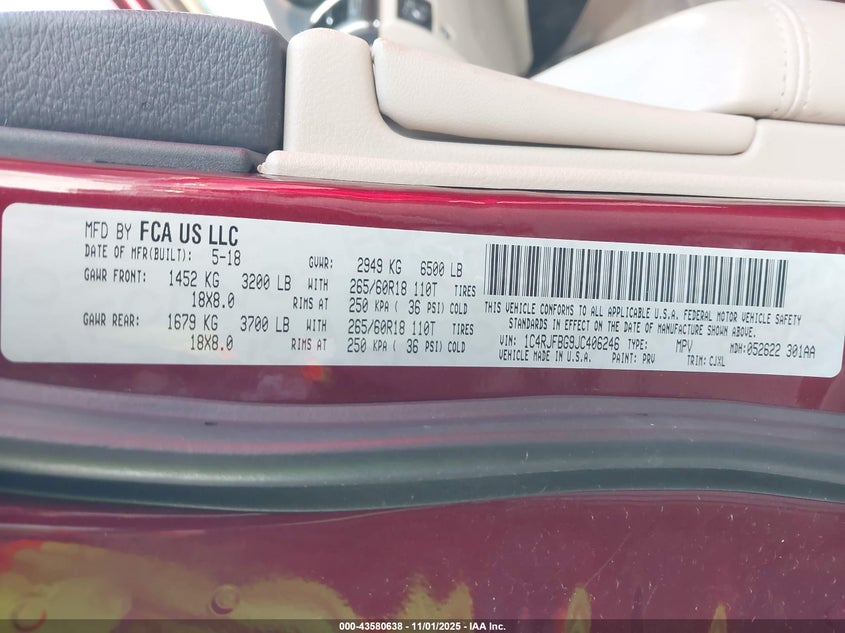 MFD BY FCA US LLC
DATE OF MFR(BUILT): 5-18 GVWR: 2949 KG 6500 LB
GAWR FRONT: 1452 KG 3200 LB WITH 265/60R18 110T TIRES
18X8.0 RIMS AT 250 KPA ( 36 PSI) COLD
GAWR REAR: 1679 KG 3700 LB WITH 265/60R18 110T TIRES
18X8.0 RIMS AT 250 KPA ( 36 PSI) COLD
THIS VEHICLE CONFORMS TO ALL APPLICABLE U.S.A. FEDERAL MOTOR VEHICLE SAFETY
STANDARDS IN EFFECT ON THE DATE OF MANUFACTURE SHOWN ABOVE.
VIN: 1C4RJFBG9JC406246 TYPE: MPV MDH:052622 301AA
VEHICLE MADE IN U.S.A. PAINT: PRV TRIM: CJXL
000-43580638 - 11/01/2025 - IAA Inc.